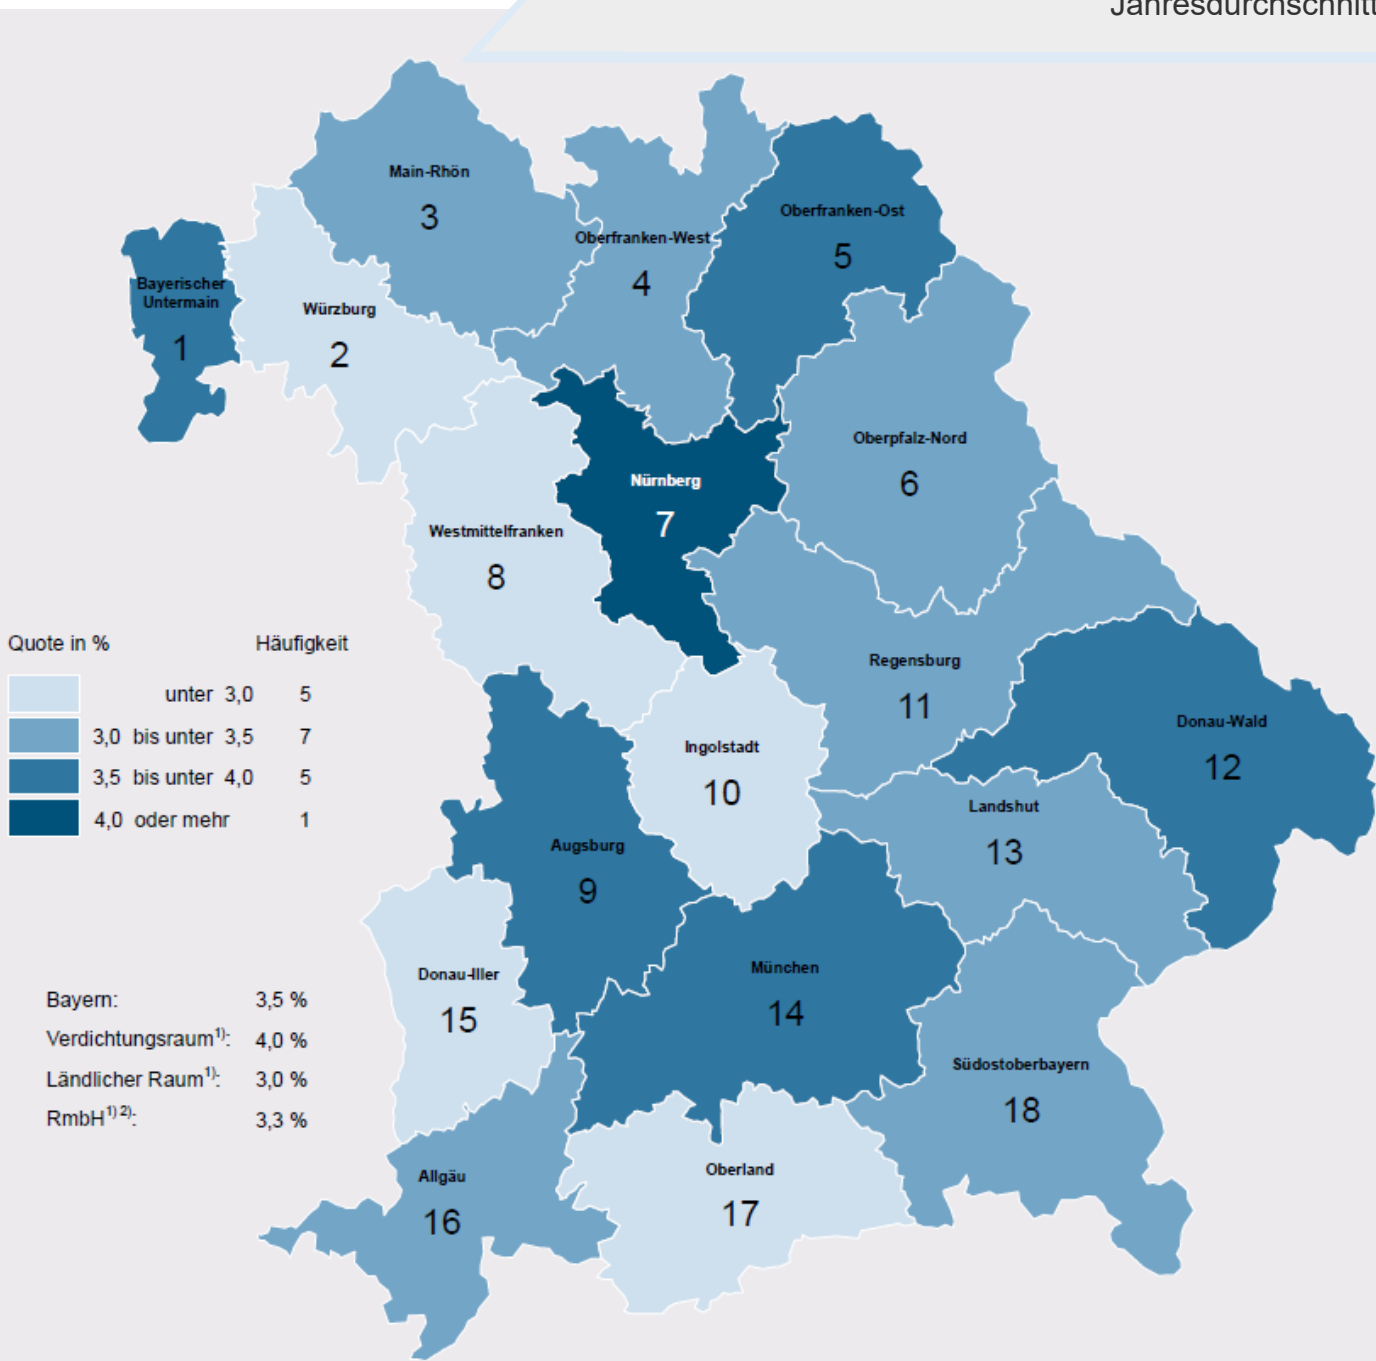 Jahresdurchschnitt
Main-Rhön
3
Oberfranken-Ost
5
Oberfranken-West
4
Bayerischer
Untermain
1
Würzburg
2
Oberpfalz-Nord
6
Nürnberg
7
Westmittelfranken
8
Quote in % Häufigkeit
unter 3,0 5
3,0 bis unter 3,5 7
3,5 bis unter 4,0 5
4,0 oder mehr 1
Regensburg
11
Donau-Wald
12
Ingolstadt
10
Landshut
13
Augsburg
9
München
14
Donau-Iller
15
Bayern: 3,5 %
Verdichtungsraum1): 4,0 %
Ländlicher Raum1): 3,0 %
RmbH1) 2): 3,3 %
Südostoberbayern
18
Oberland
17
Allgäu
16